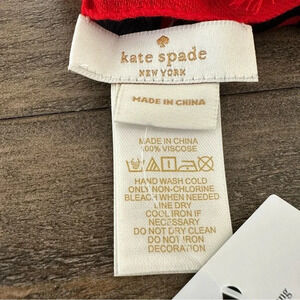 kate spade
NEW YORK
MADE IN CHINA
MADE IN CHINA
100% VISCOSE
HAND WASH COLD
ONLY NON-CHLORINE
BLEACH WHEN NEEDED
LINE DRY
COOL IRON IF
NECESSARY
DO NOT DRY CLEAN
DO NOT IRON
DECORATION